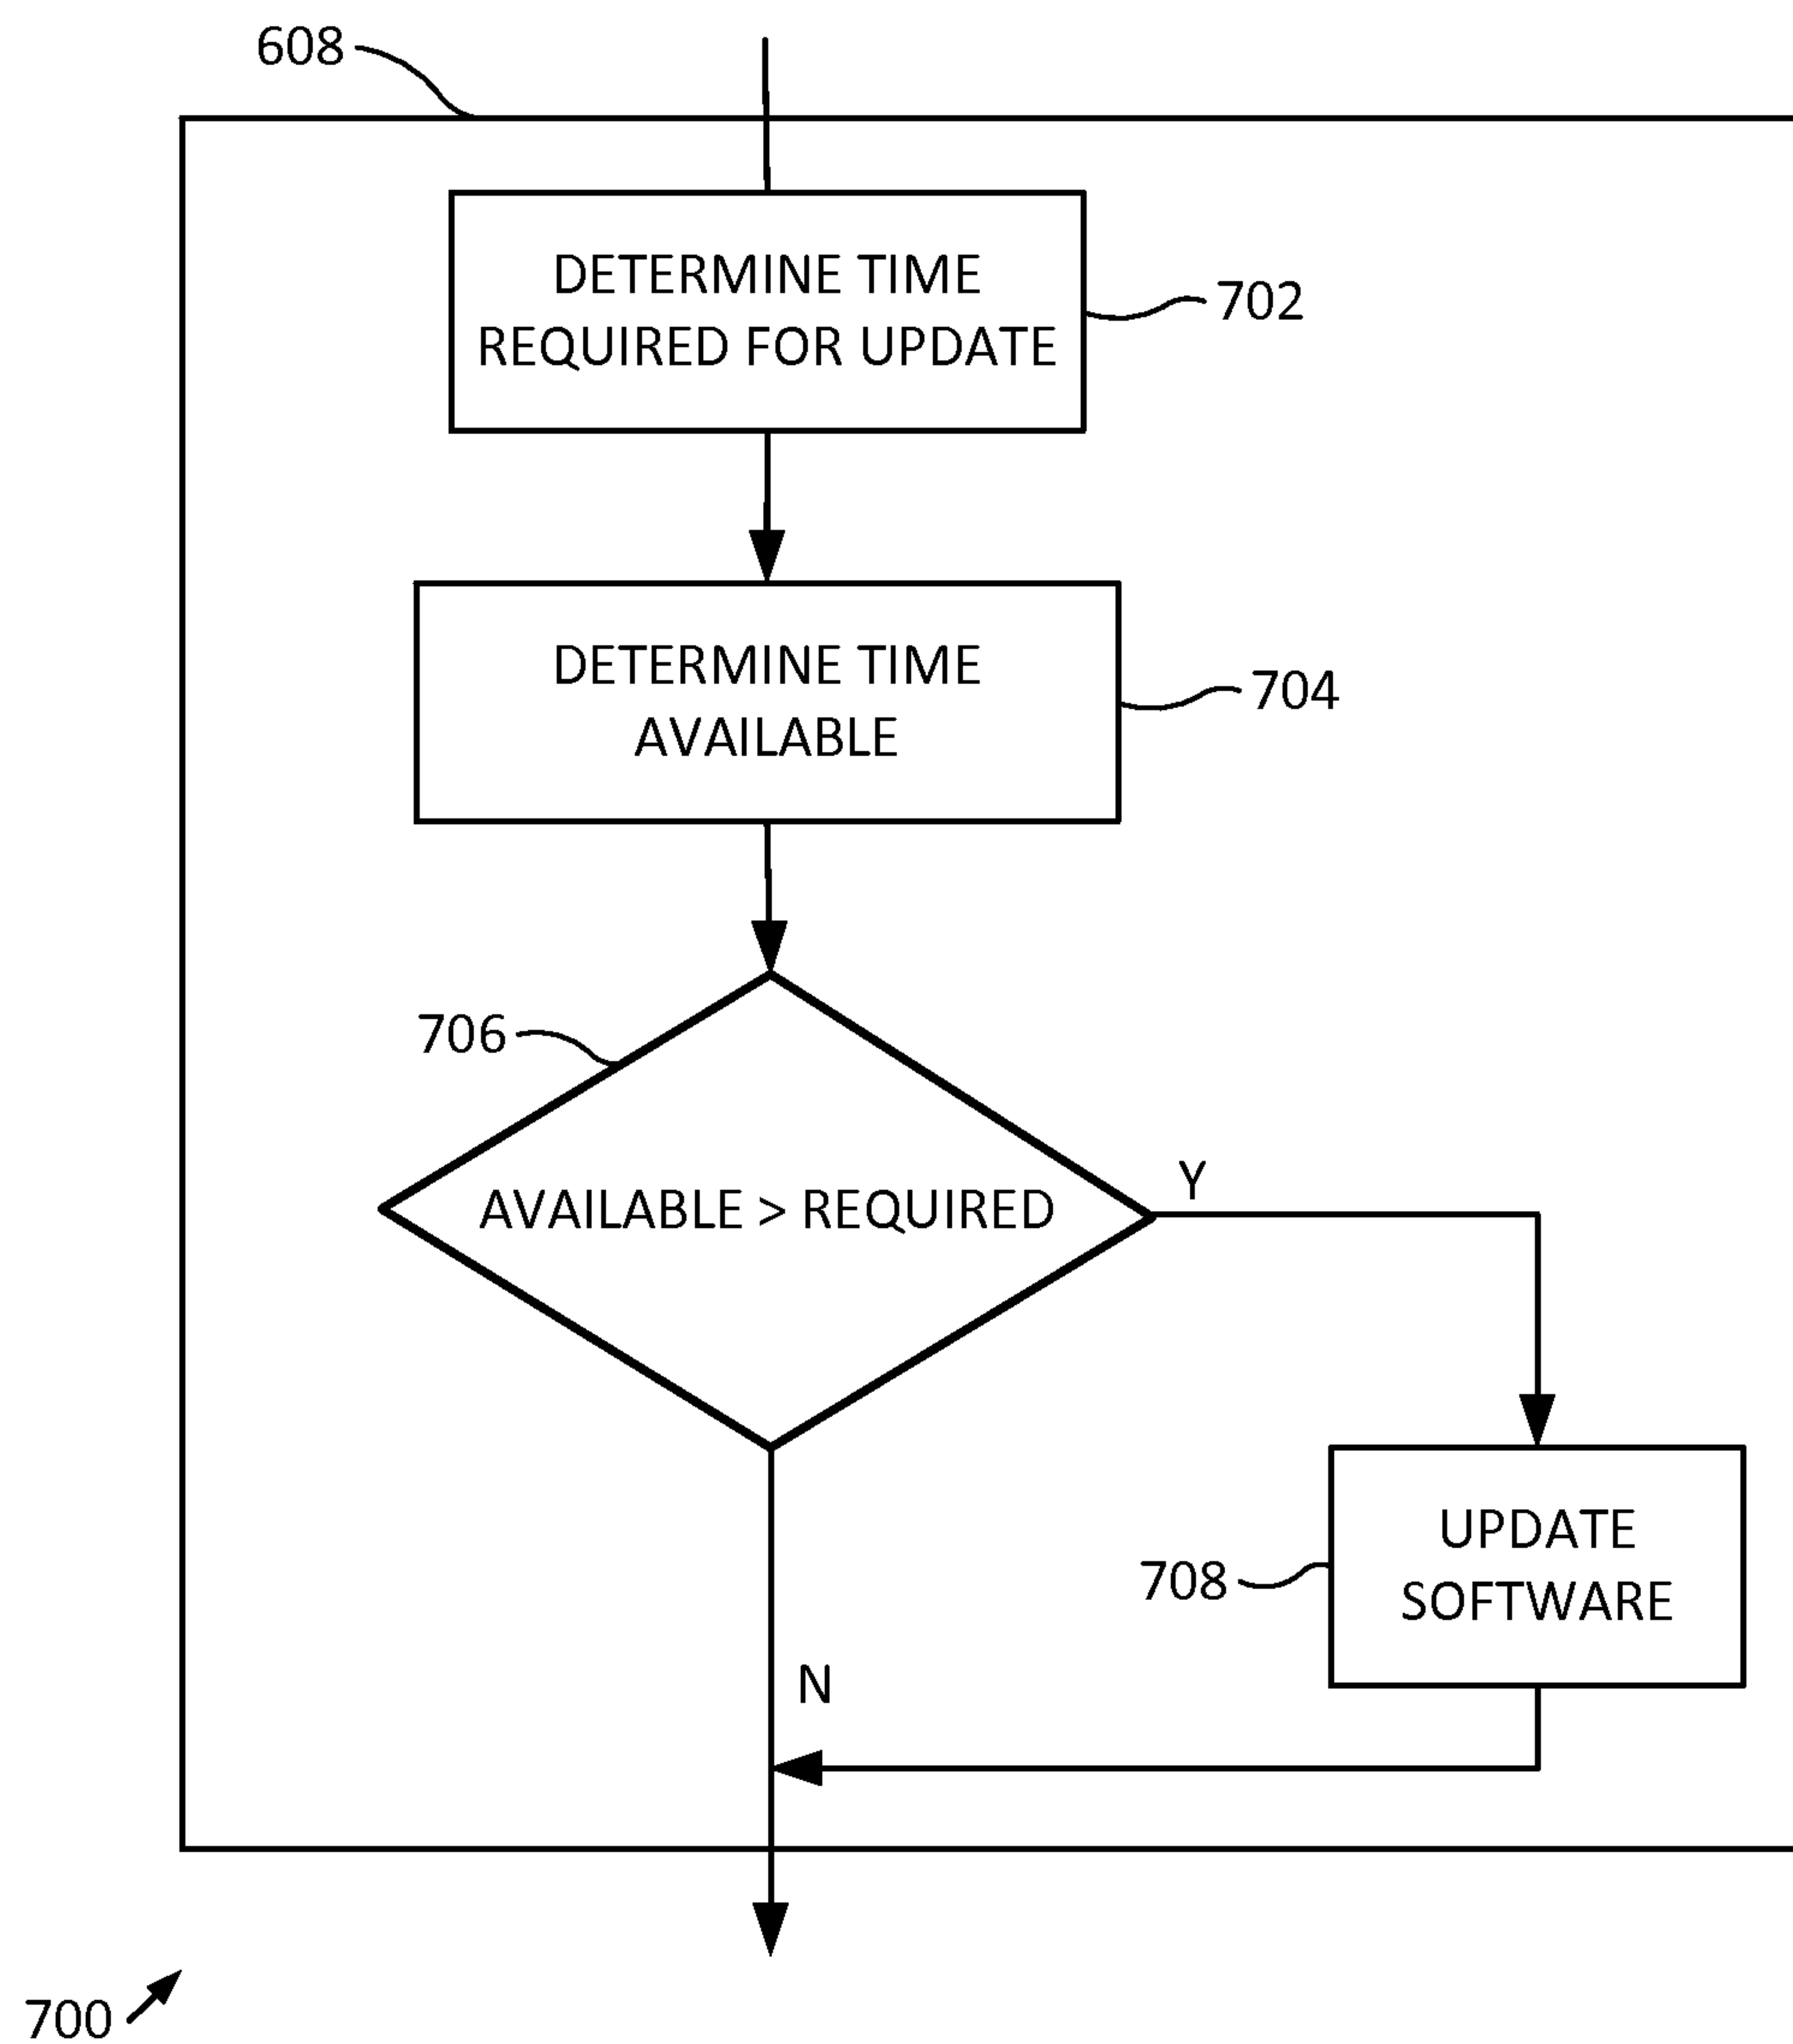 608
DETERMINE TIME
REQUIRED FOR UPDATE
702
DETERMINE TIME
AVAILABLE
704
706
AVAILABLE > REQUIRED
Y
UPDATE
SOFTWARE
708
N
700